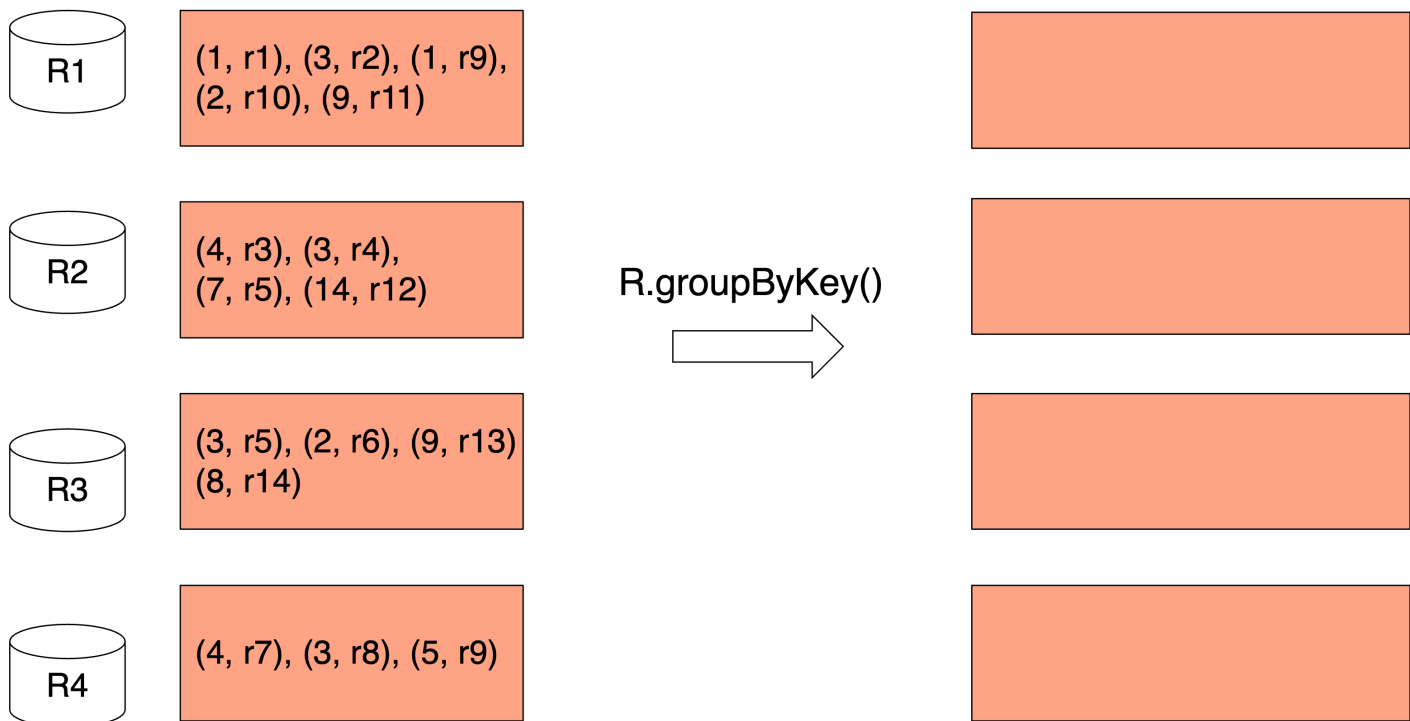 R1
(1, r1), (3, r2), (1, r9),
(2, r10), (9, r11)
R2
(4, r3), (3, r4),
(7, r5), (14, r12)
R.groupByKey()
R3
(3, r5), (2, r6), (9, r13)
(8, r14)
R4
(4, r7), (3, r8), (5, r9)